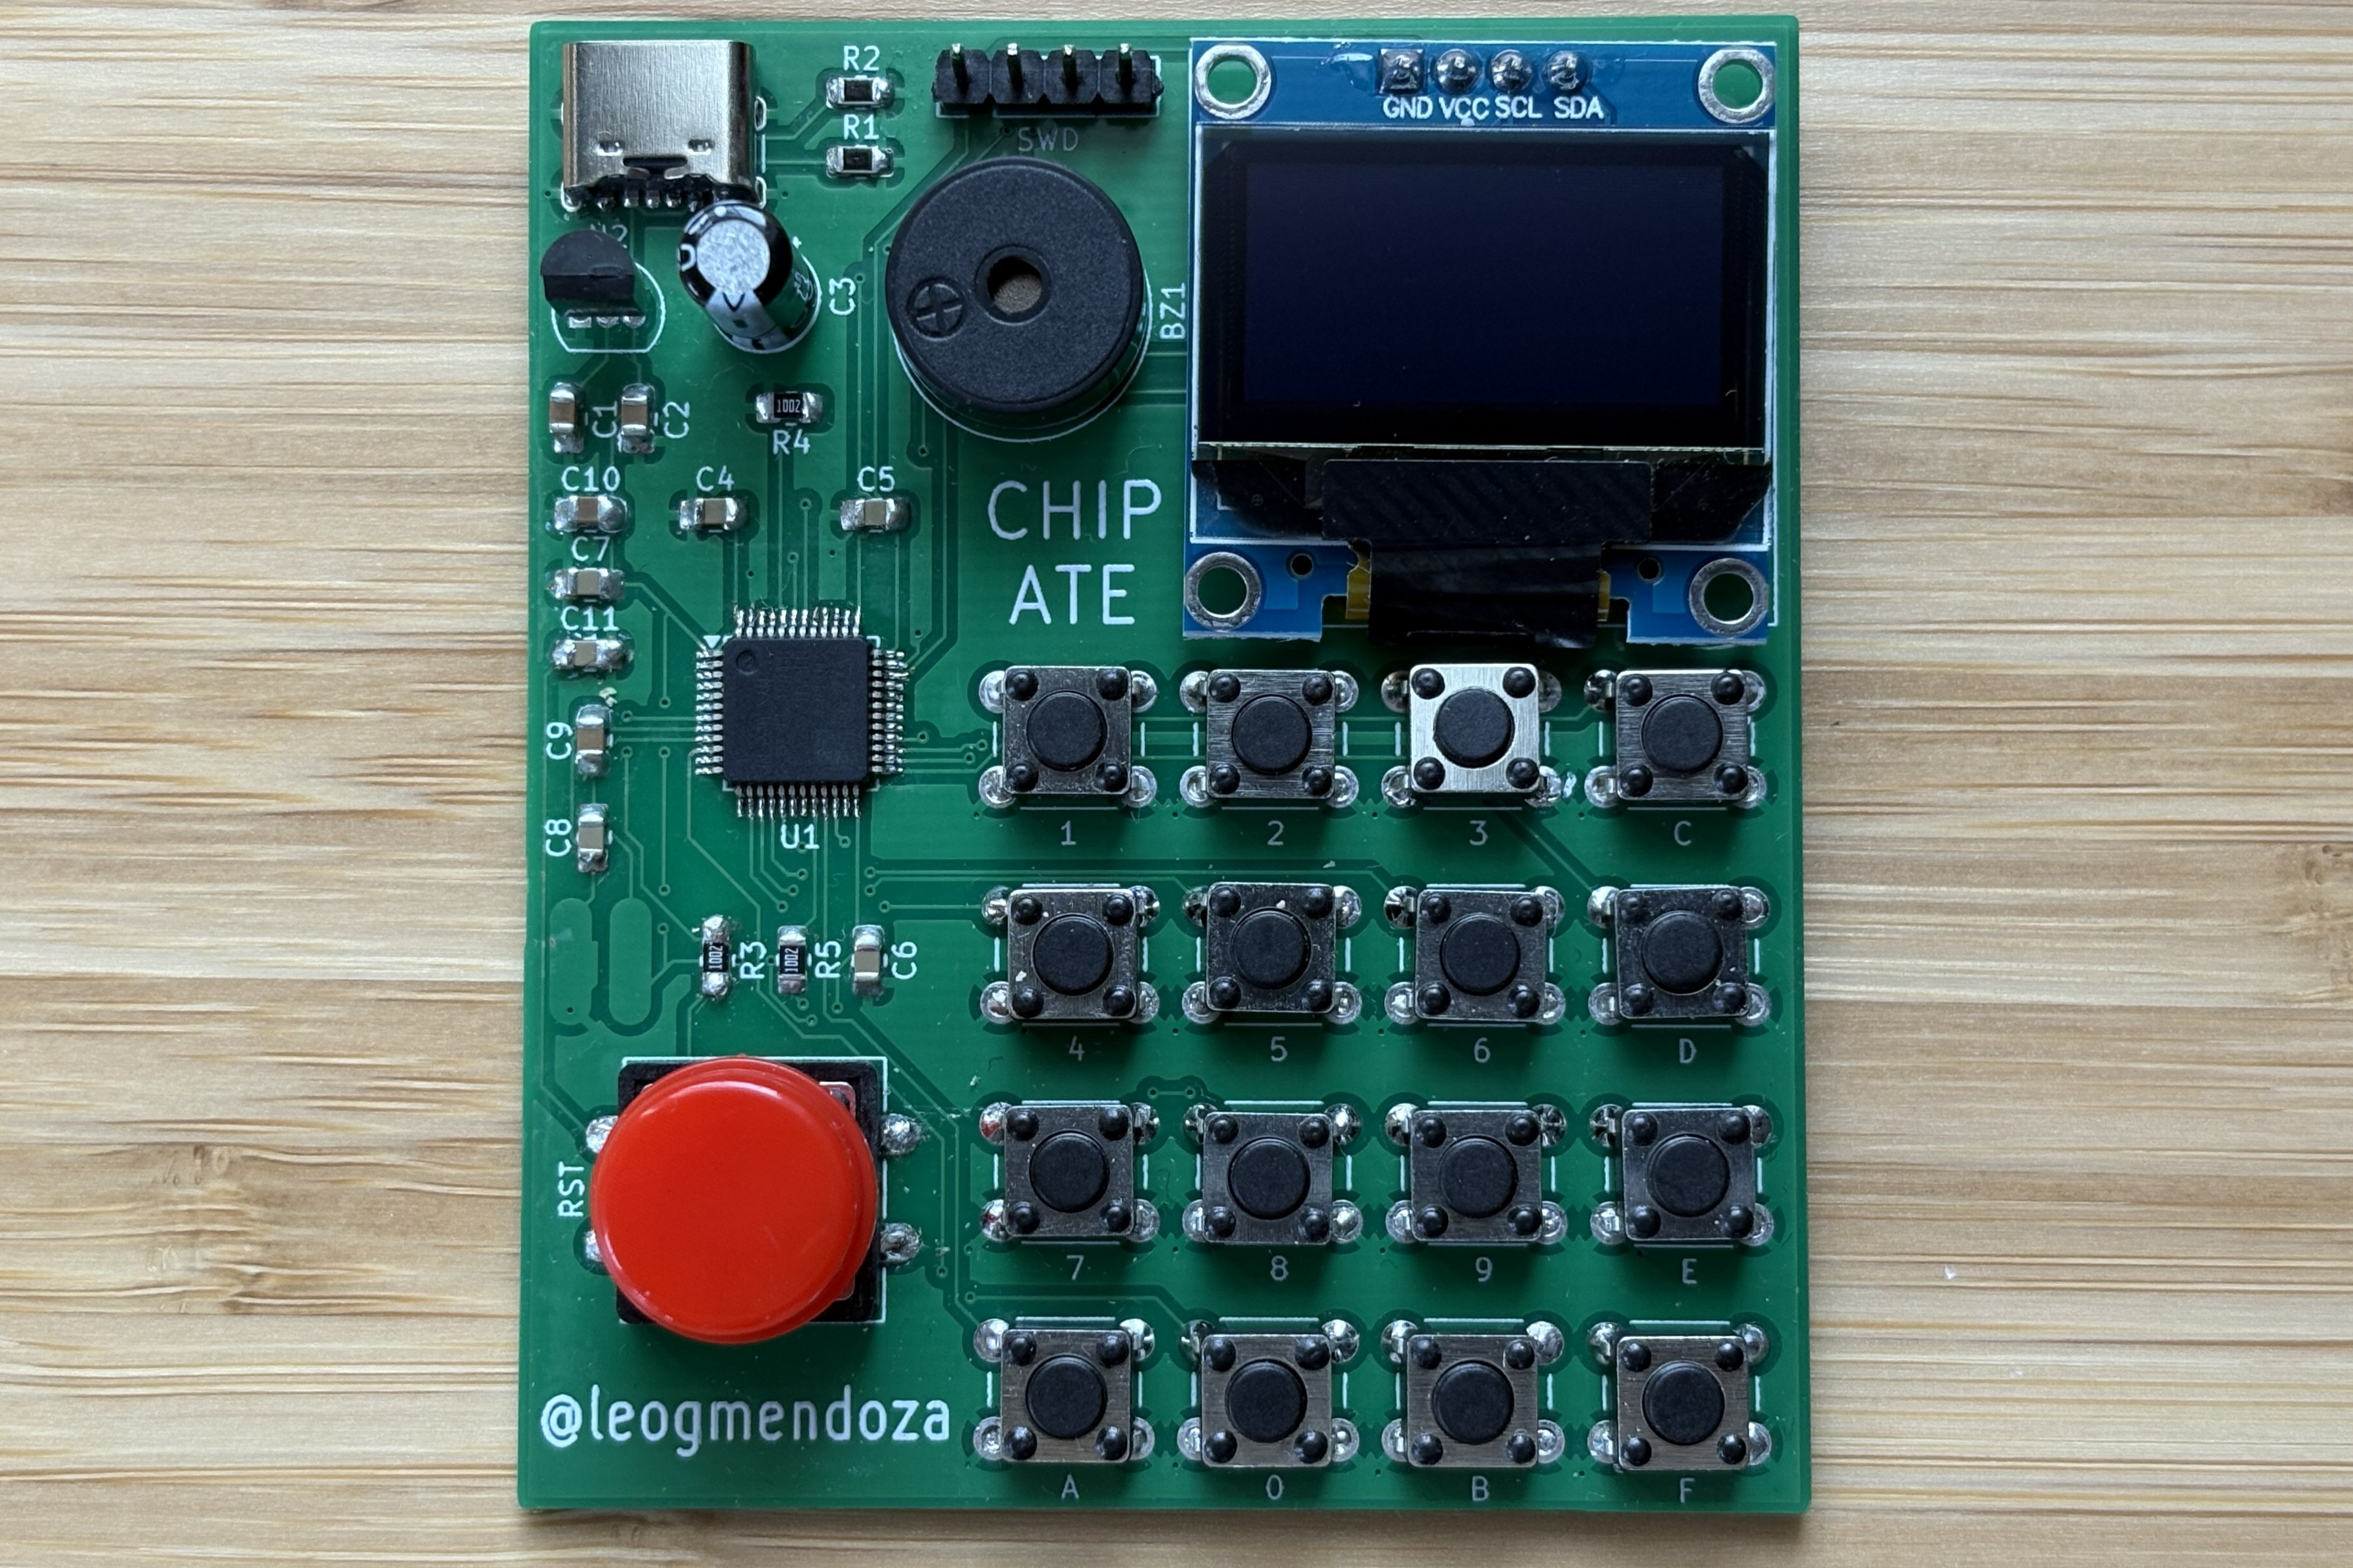 R2
GND VCC SCL SDA
R1
SWD
C3
BZ1
C1
C2
1002
R4
C10
C4
C5
CHIP
ATE
C7
C11
C9
C8
U1
1
2
3
C
1002
R3
1002
R5
C6
4
5
6
D
RST
7
8
9
E
@leogmendoza
A
0
B
F